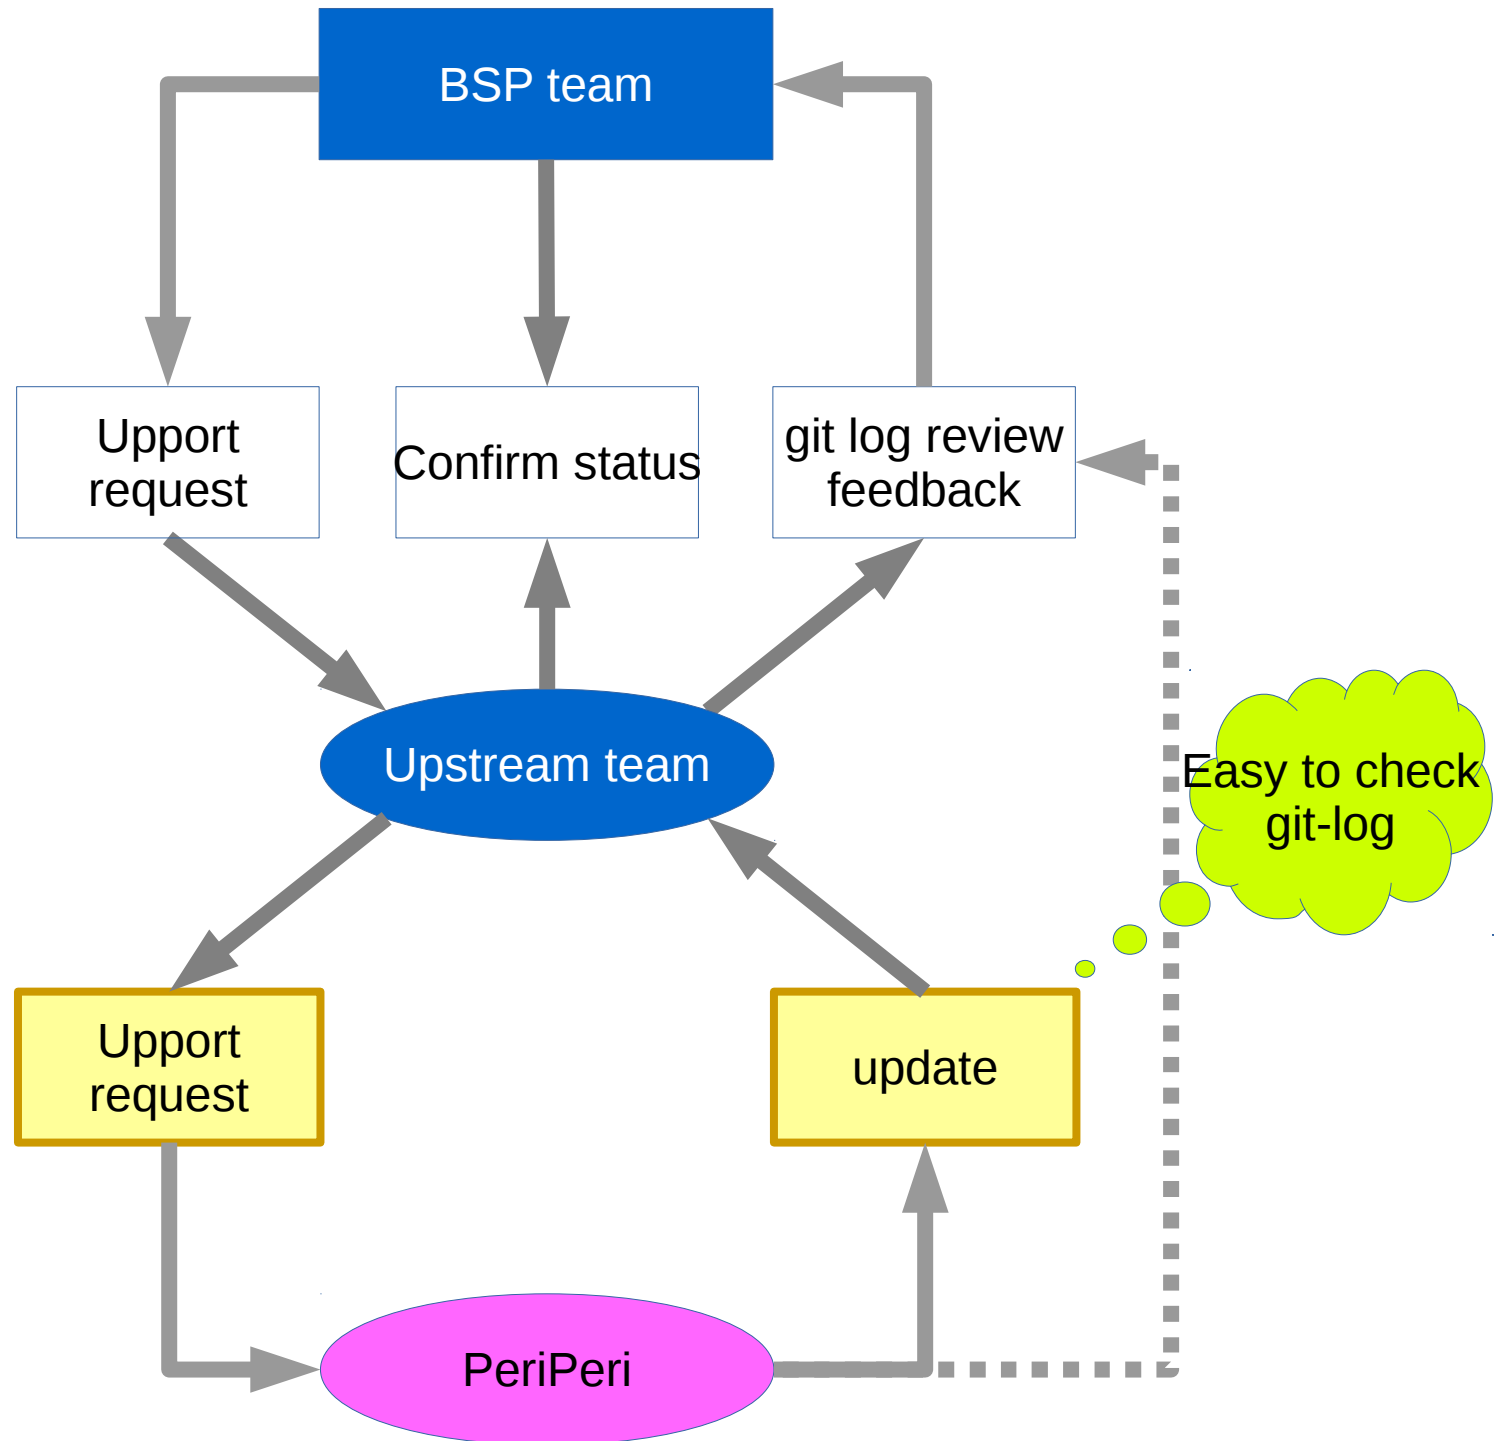 BSP team
Upport
request
Confirm status
git log review
feedback
Upstream team
Easy to check
git-log
Upport
request
update
PeriPeri